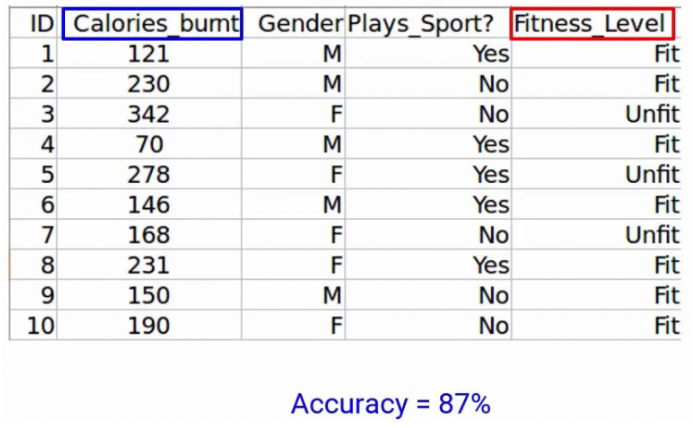 ID Calories_burnt Gender Plays_Sport? Fitness_Level
1 121 M Yes Fit
2 230 M No Fit
3 342 F No Unfit
4 70 M Yes Fit
5 278 F Yes Unfit
6 146 M Yes Fit
7 168 F No Unfit
8 231 F Yes Fit
9 150 M No Fit
10 190 F No Fit
Accuracy = 87%